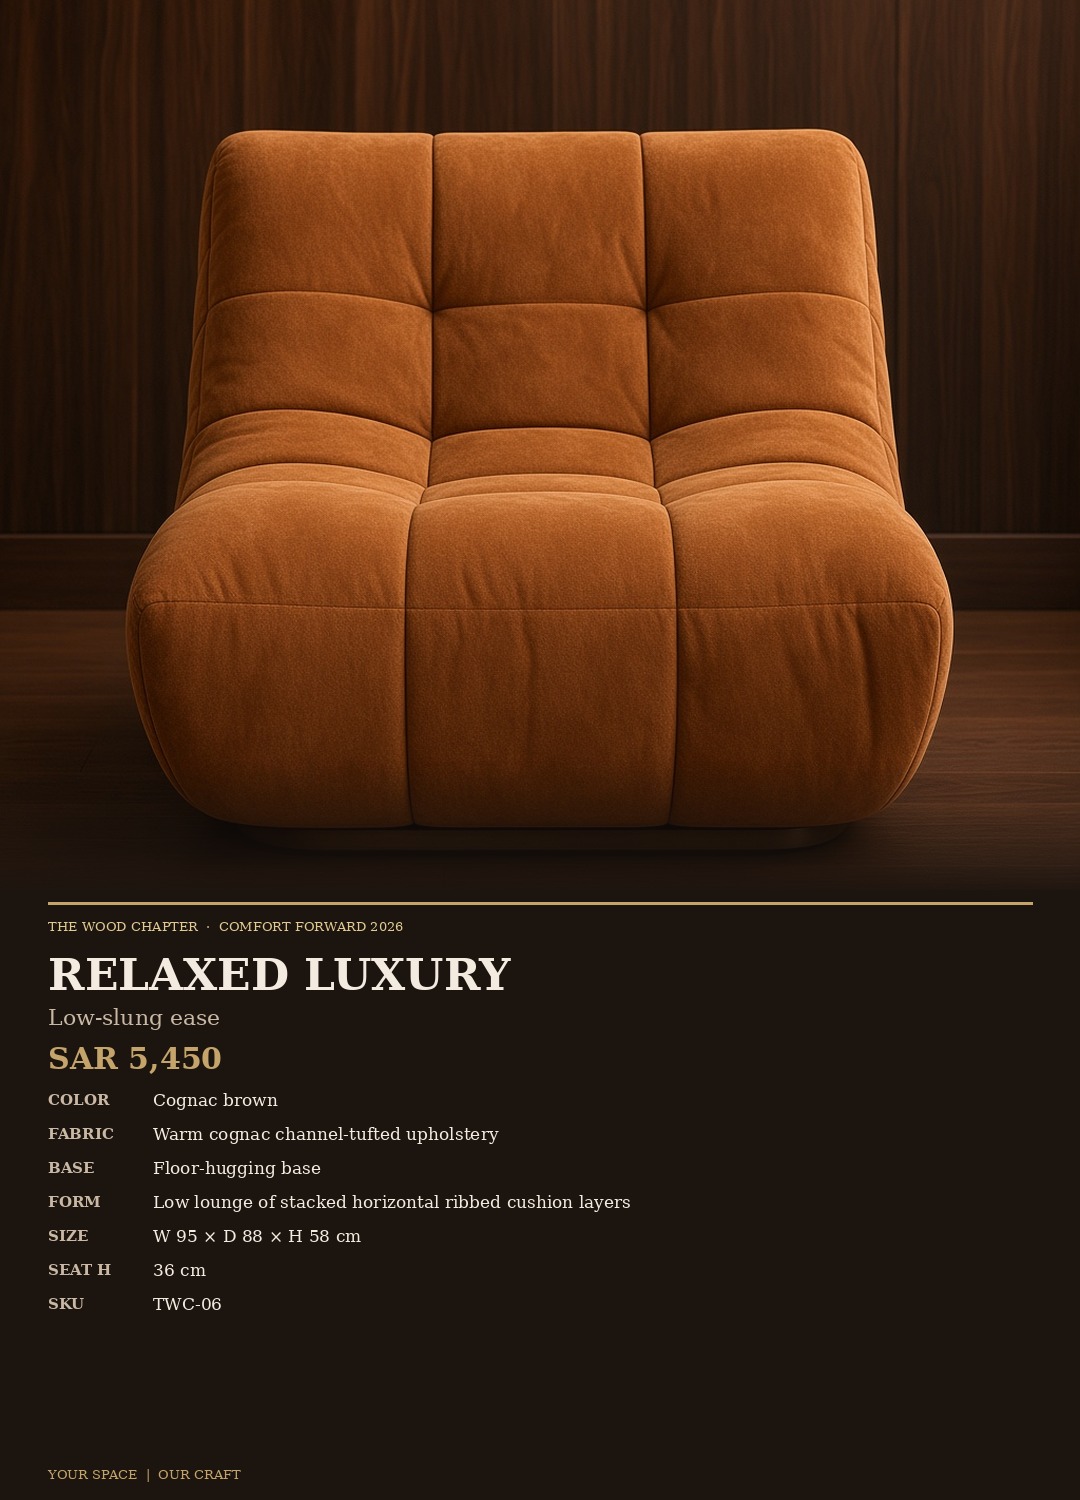 THE WOOD CHAPTER · COMFORT FORWARD 2026
RELAXED LUXURY
Low-slung ease
SAR 5,450
COLOR Cognac brown
FABRIC Warm cognac channel-tufted upholstery
BASE Floor-hugging base
FORM Low lounge of stacked horizontal ribbed cushion layers
SIZE W 95 × D 88 × H 58 cm
SEAT H 36 cm
SKU TWC-06
YOUR SPACE | OUR CRAFT